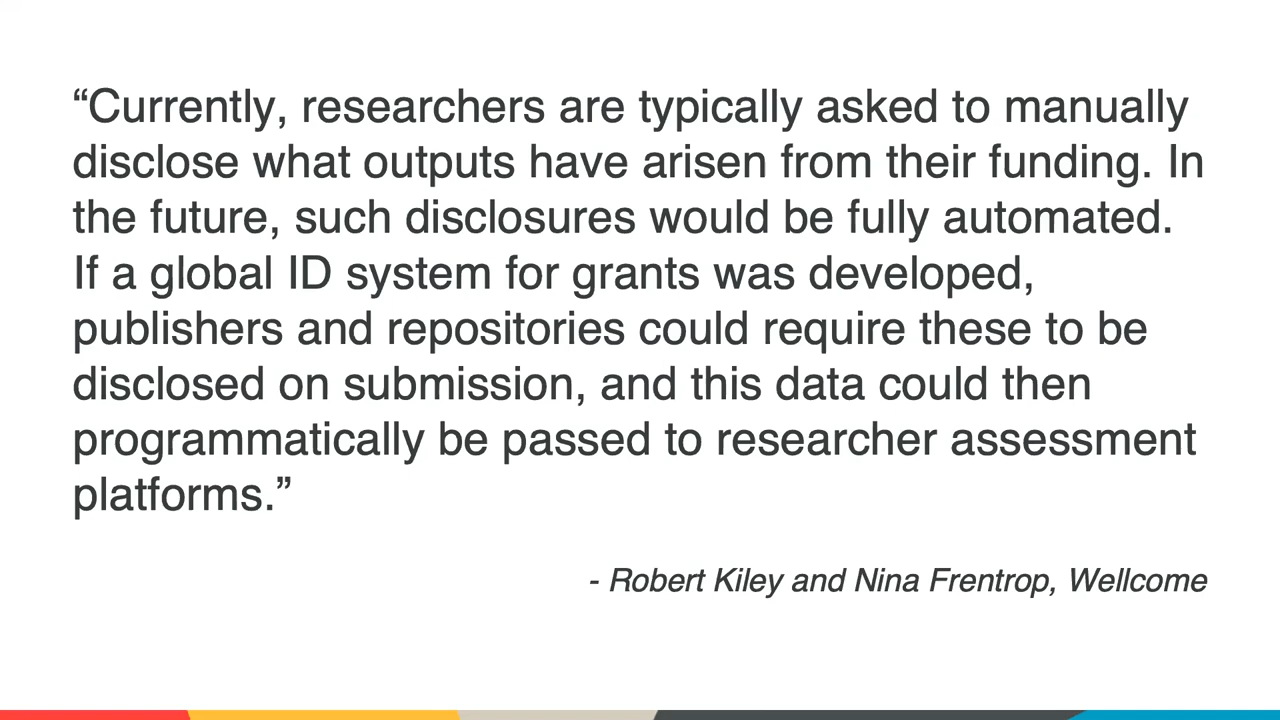 “Currently, researchers are typically asked to manually
disclose what outputs have arisen from their funding. In
the future, such disclosures would be fully automated.
If a global ID system for grants was developed,
publishers and repositories could require these to be
disclosed on submission, and this data could then
programmatically be passed to researcher assessment
platforms.”
- Robert Kiley and Nina Frentrop, Wellcome